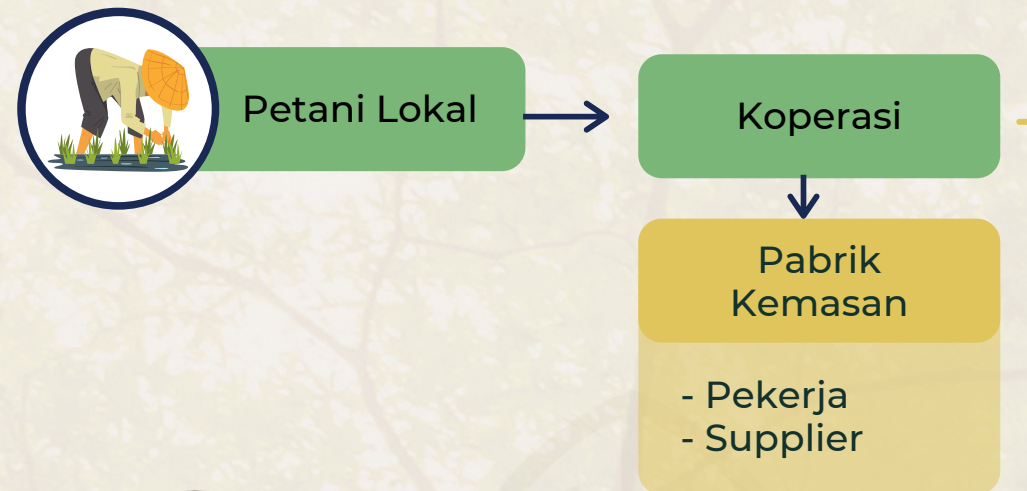 Petani Lokal
Koperasi
Pabrik
Kemasan
- Pekerja
- Supplier